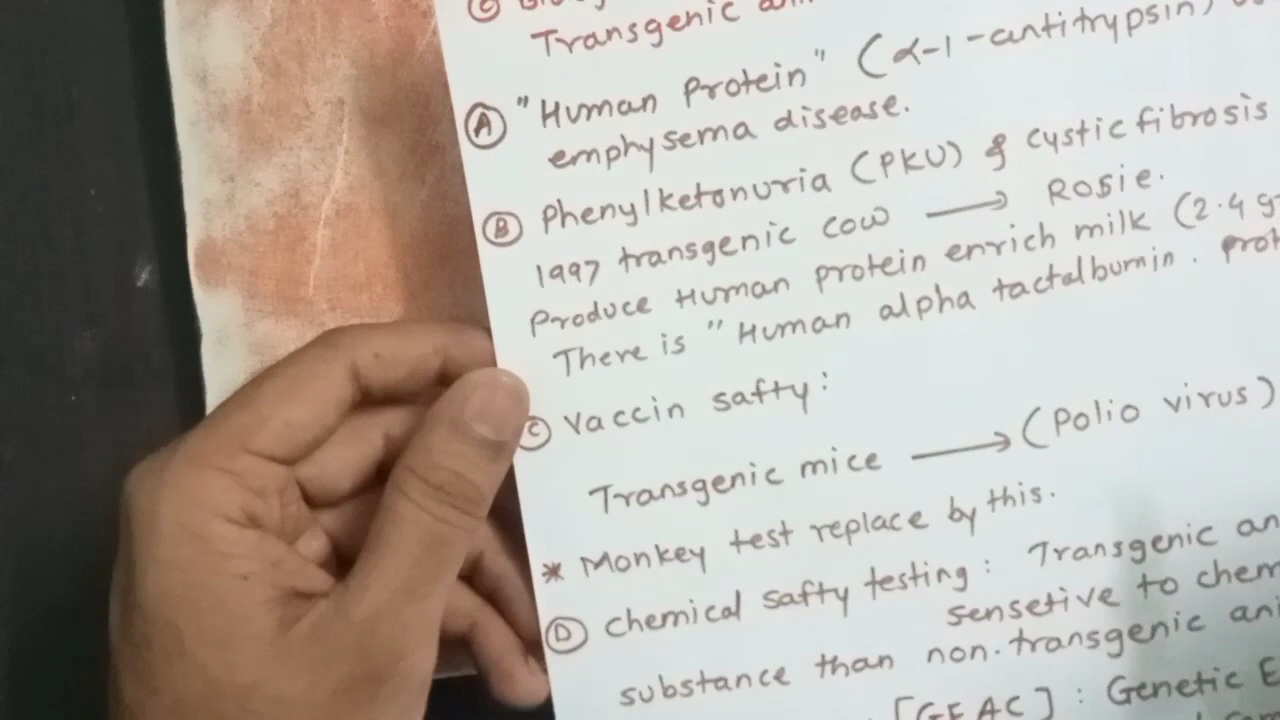 Transgenic
(A) "Human Protein" (α-1-antitrypsin)
emphysema disease.
(B) Phenylketonuria (PKU) & cystic fibrosis
1997 transgenic cow → Rosie.
Produce Human protein enrich milk (2.4
There is "Human alpha tactalbumin.
(C) Vaccin safty:
Transgenic mice → (Polio virus)
* Monkey test replace by this.
(D) Chemical safty testing: Transgenic
sensetive to
substance than non.transgenic
[GEAC]: Genetic